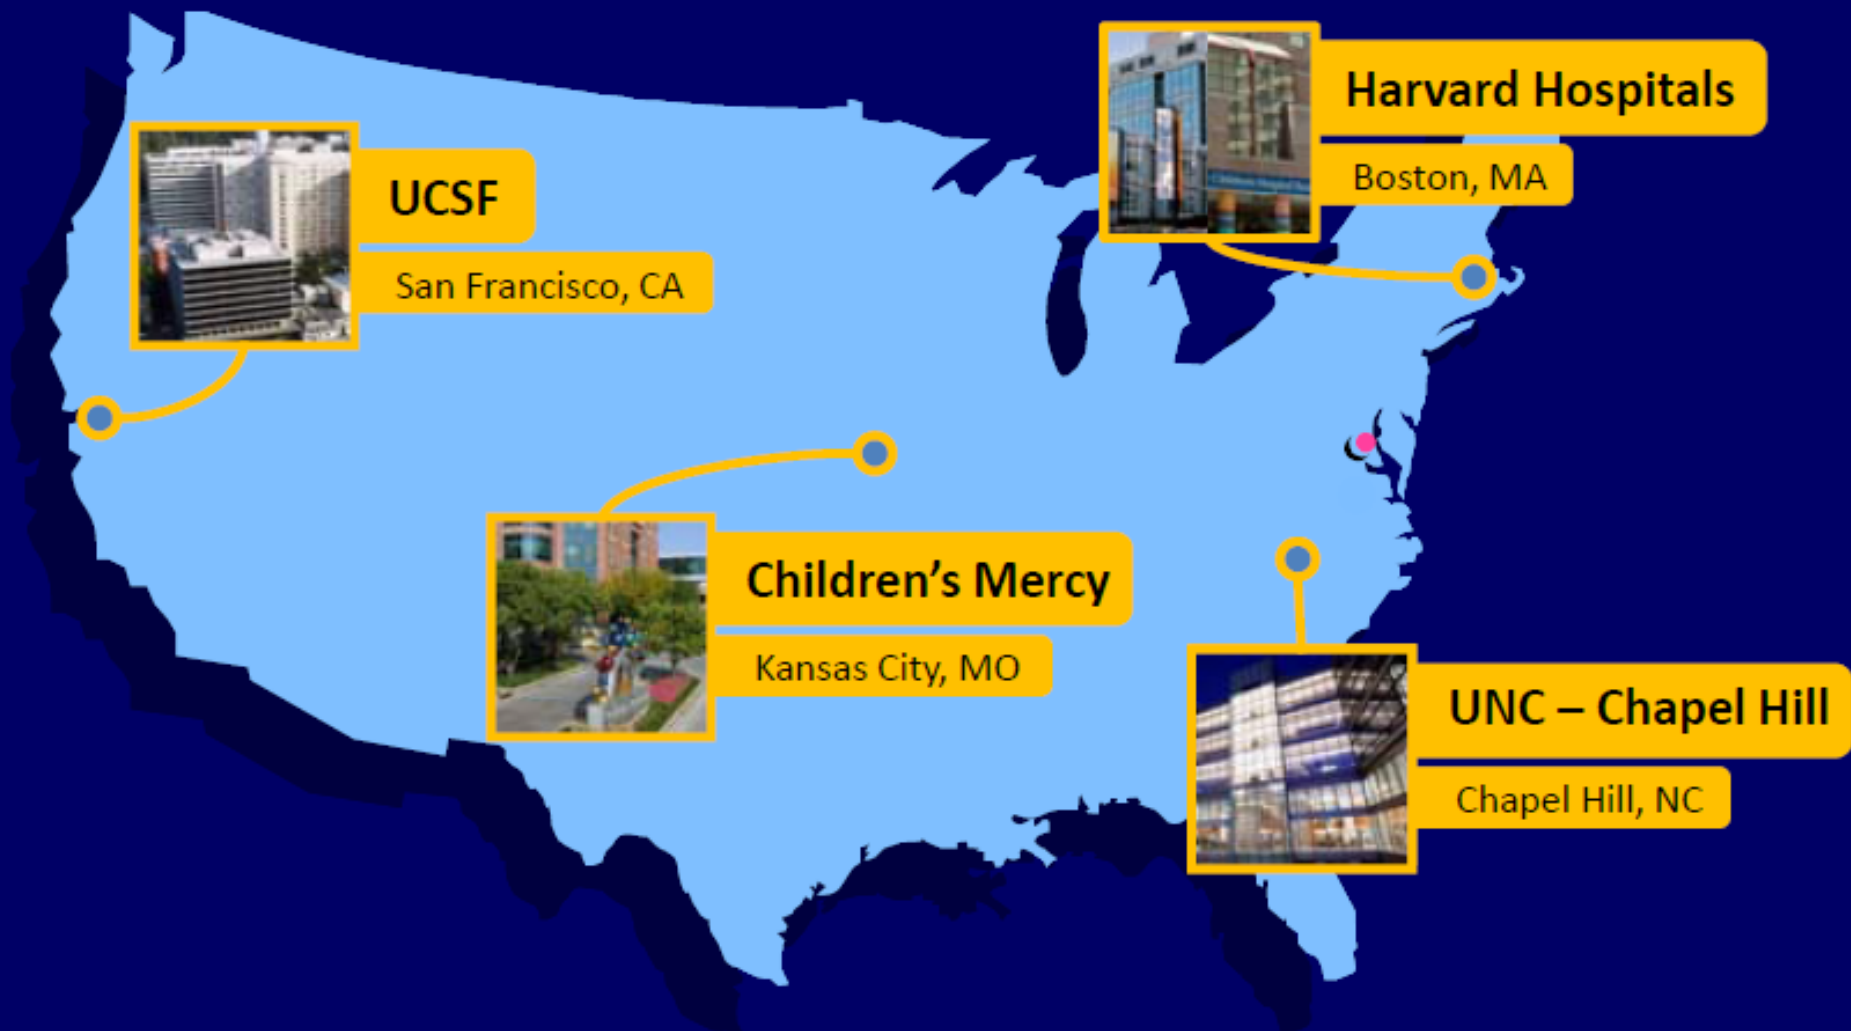 Harvard Hospitals
Boston, MA
UCSF
San Francisco, CA
Children’s Mercy
Kansas City, MO
UNC – Chapel Hill
Chapel Hill, NC